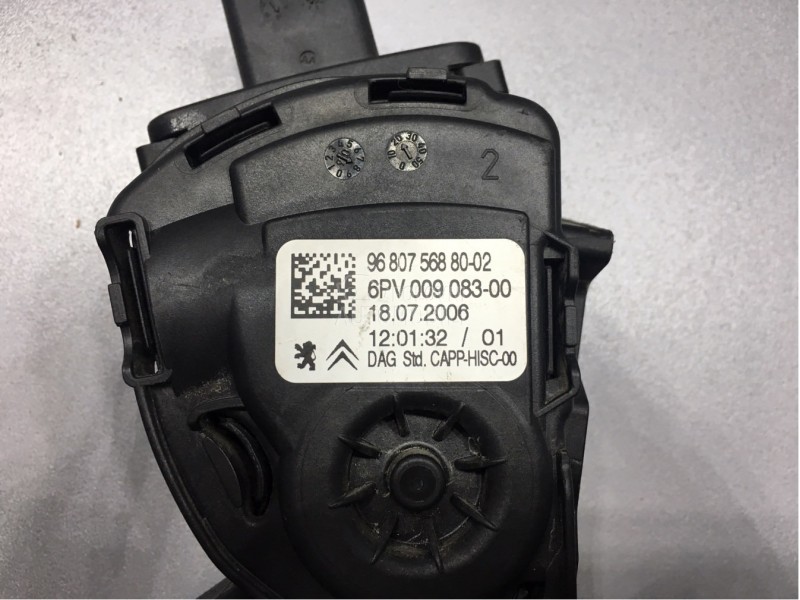 2
96 807 568 80-02
6PV 009 083-00
18.07.2006
12:01:32 / 01
DAG Std. CAPP-HISC-00